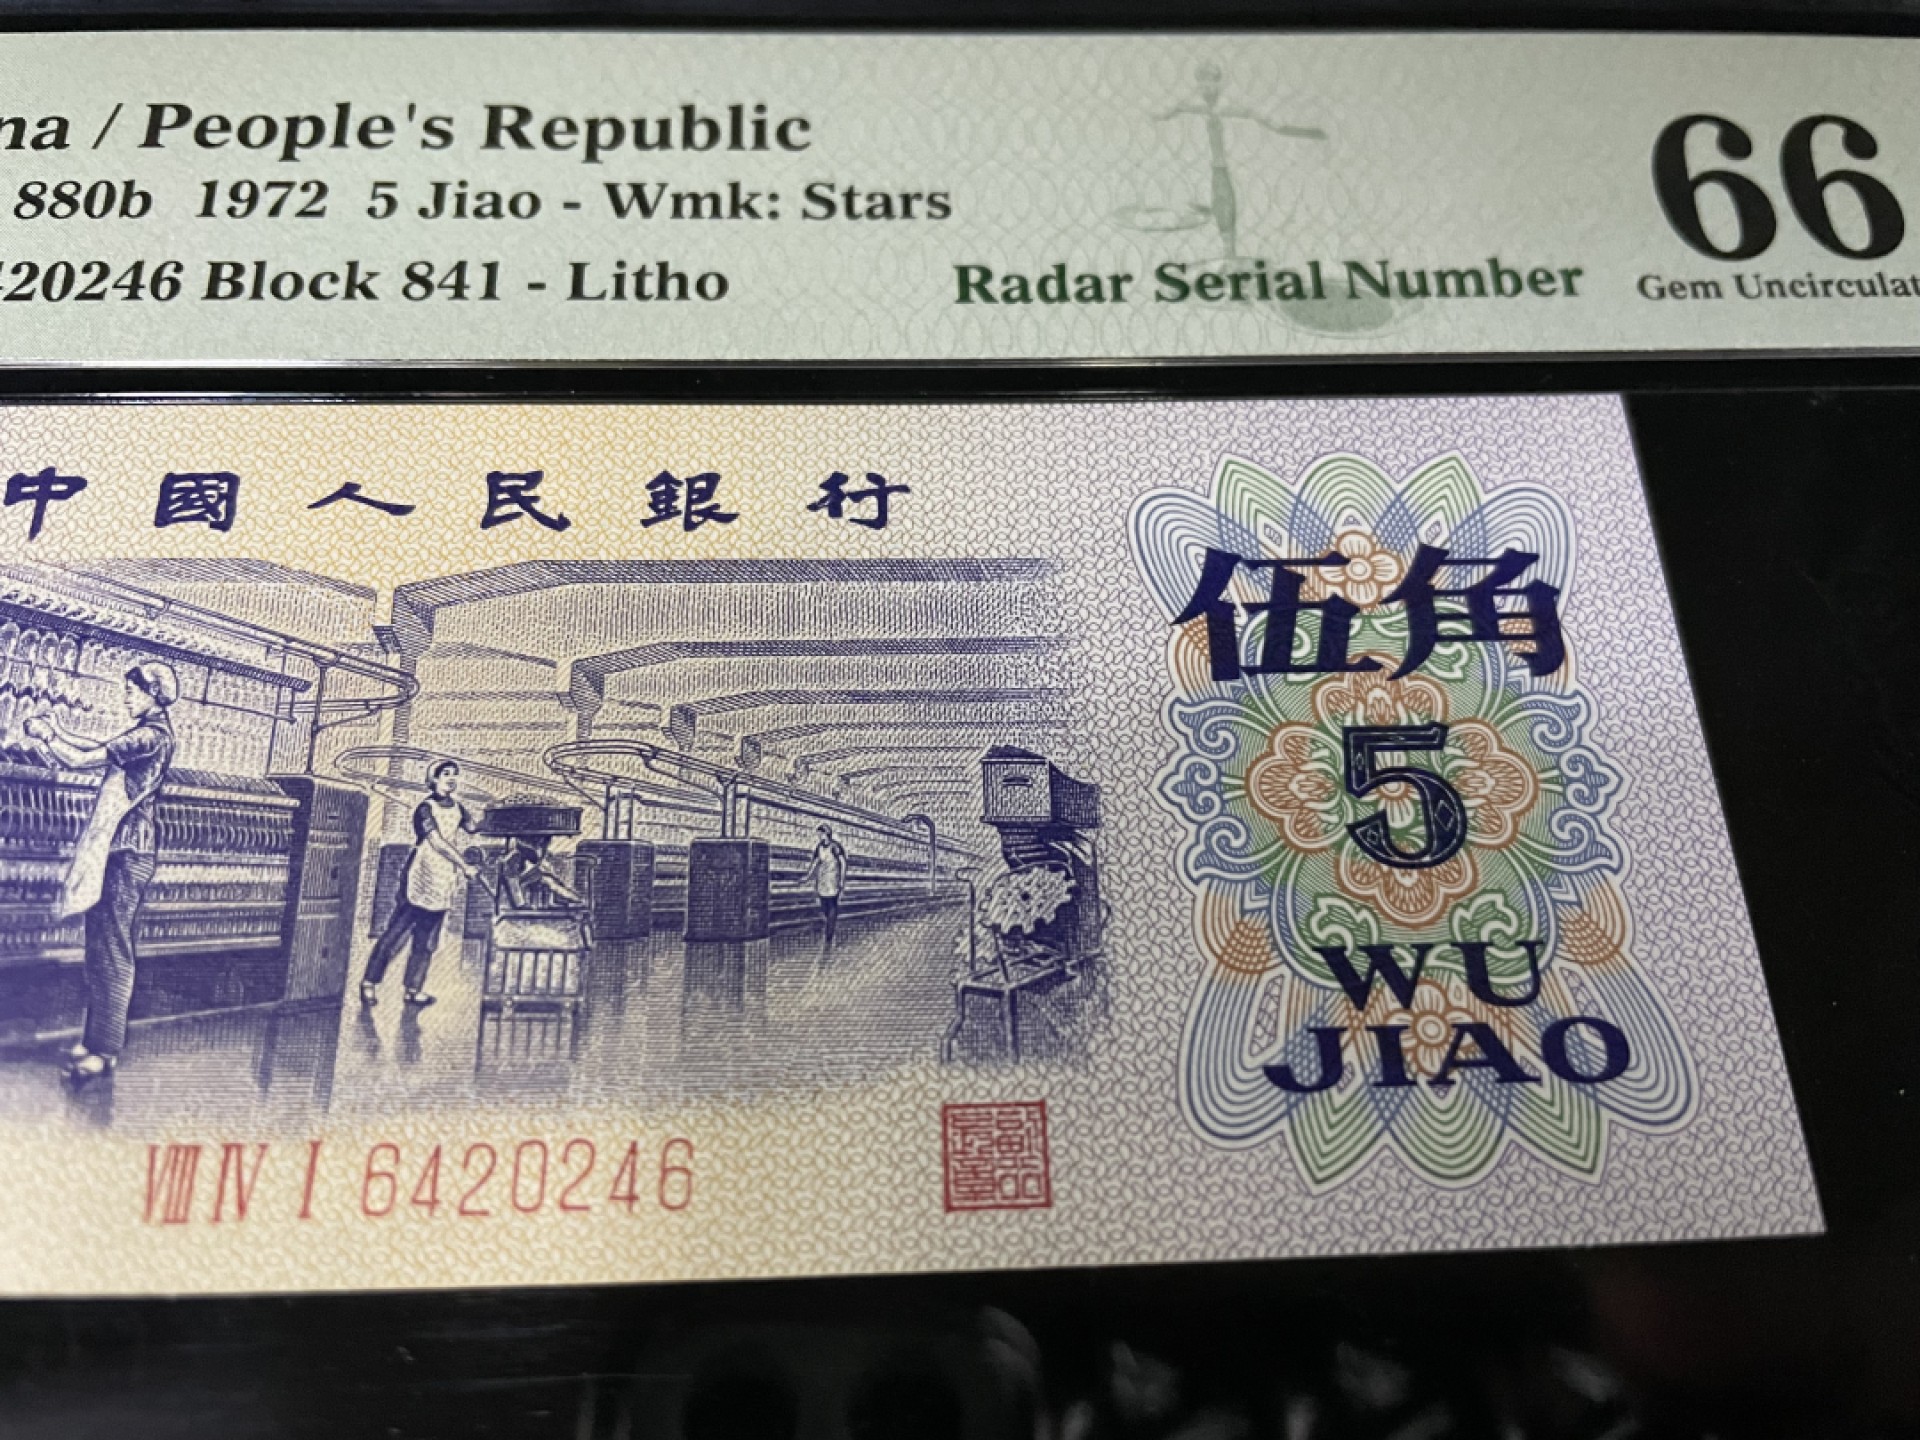 na / People's Republic
880b 1972 5 Jiao - Wmk: Stars
20246 Block 841 - Litho
Radar Serial Number
66
Gem Uncirculat
中國人民銀行
伍角
5
WU
JIAO
VIII IV I 6420246